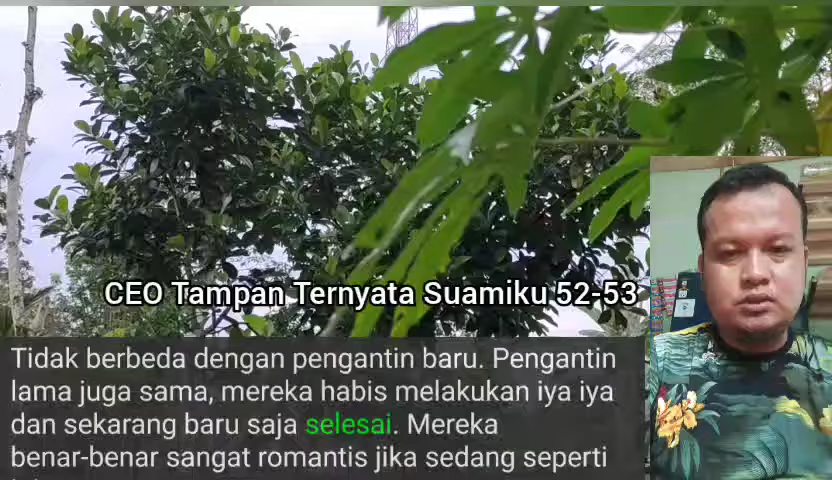 CEO Tampan Ternyata Suamiku 52-53
Tidak berbeda dengan pengantin baru. Pengantin
lama juga sama, mereka habis melakukan iya iya
dan sekarang baru saja selesai. Mereka
benar-benar sangat romantis jika sedang seperti